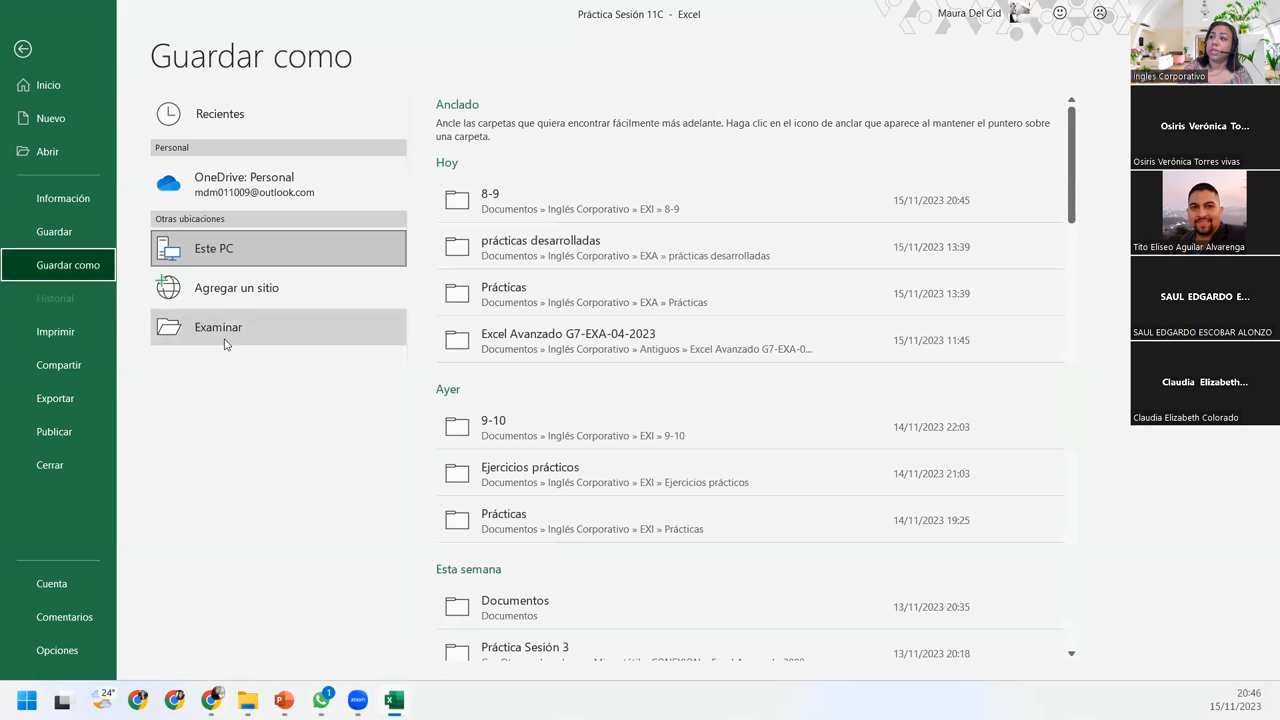 Práctica Sesión 11C - Excel
Maura Del Cid
Guardar como
Inicio
Nuevo
Abrir
Información
Guardar
Guardar como
Historial
Imprimir
Compartir
Exportar
Publicar
Cerrar
Cuenta
Comentarios
Opciones
Recientes
Personal
OneDrive: Personal
mdm011009@outlook.com
Otras ubicaciones
Este PC
Agregar un sitio
Examinar
Anclado
Ancle las carpetas que quiera encontrar fácilmente más adelante. Haga clic en el icono de anclar que aparece al mantener el puntero sobre
una carpeta.
Hoy
8-9
15/11/2023 20:45
Documentos » Inglés Corporativo » EXI » 8-9
prácticas desarrolladas
15/11/2023 13:39
Documentos » Inglés Corporativo » EXA » prácticas desarrolladas
Prácticas
15/11/2023 13:39
Documentos » Inglés Corporativo » EXA » Prácticas
Excel Avanzado G7-EXA-04-2023
15/11/2023 11:45
Documentos » Inglés Corporativo » Antiguos » Excel Avanzado G7-EXA-0...
Ayer
9-10
14/11/2023 22:03
Documentos » Inglés Corporativo » EXI » 9-10
Ejercicios prácticos
14/11/2023 21:03
Documentos » Inglés Corporativo » EXI » Ejercicios prácticos
Prácticas
14/11/2023 19:25
Documentos » Inglés Corporativo » EXI » Prácticas
Esta semana
Documentos
13/11/2023 20:35
Documentos
Práctica Sesión 3
13/11/2023 20:18
Ingles Corporativo
Osiris Verónica To...
Osiris Verónica Torres vivas
Tito Eliseo Aguilar Alvarenga
SAUL EDGARDO E...
SAUL EDGARDO ESCOBAR ALONZO
Claudia Elizabeth...
Claudia Elizabeth Colorado
24°
1
zoom
20:46
15/11/2023